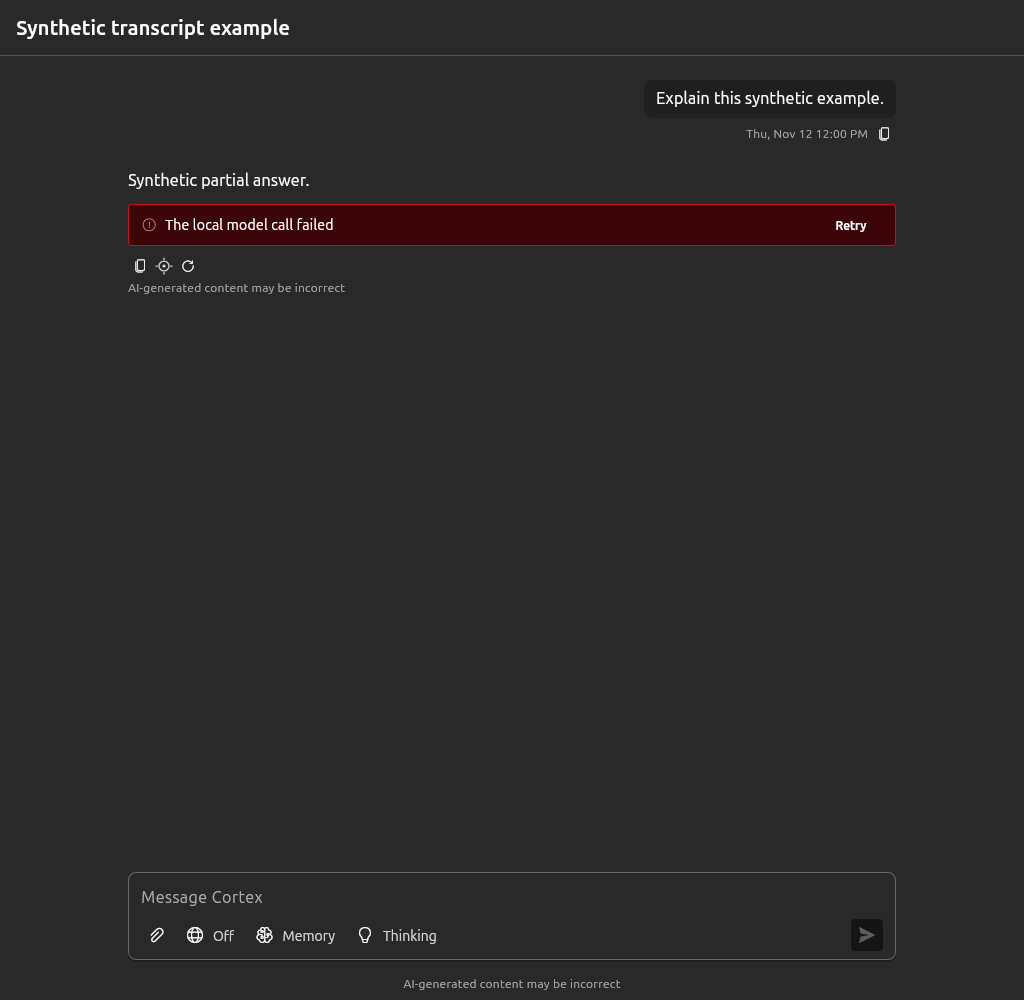 Synthetic transcript example
Explain this synthetic example.
Thu, Nov 12 12:00 PM
Synthetic partial answer.
The local model call failed
Retry
AI-generated content may be incorrect
Message Cortex
Off
Memory
Thinking
AI-generated content may be incorrect